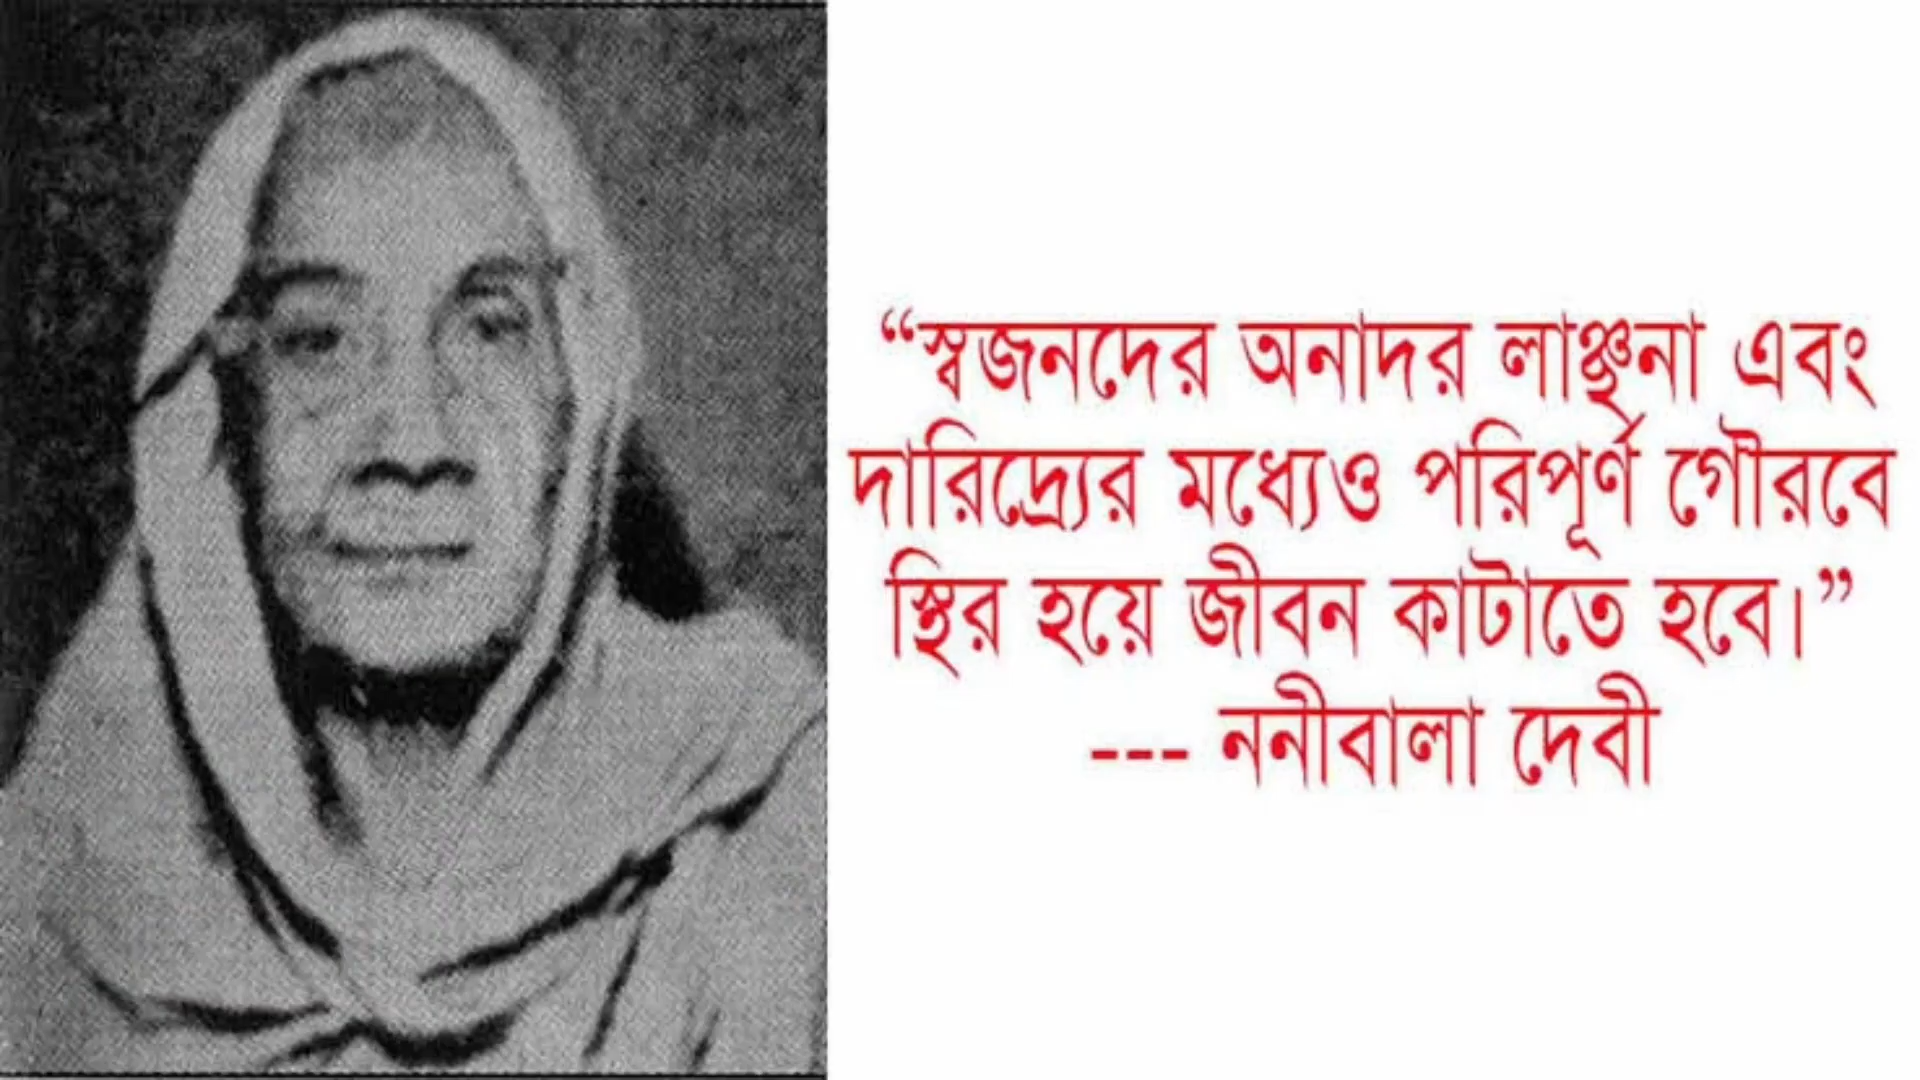 “স্বজনদের অনাদর লাঞ্ছনা এবং
দারিদ্র্যের মধ্যেও পরিপূর্ণ গৌরবে
স্থির হয়ে জীবন কাটাতে হবে।”
--- ননীবালা দেবী